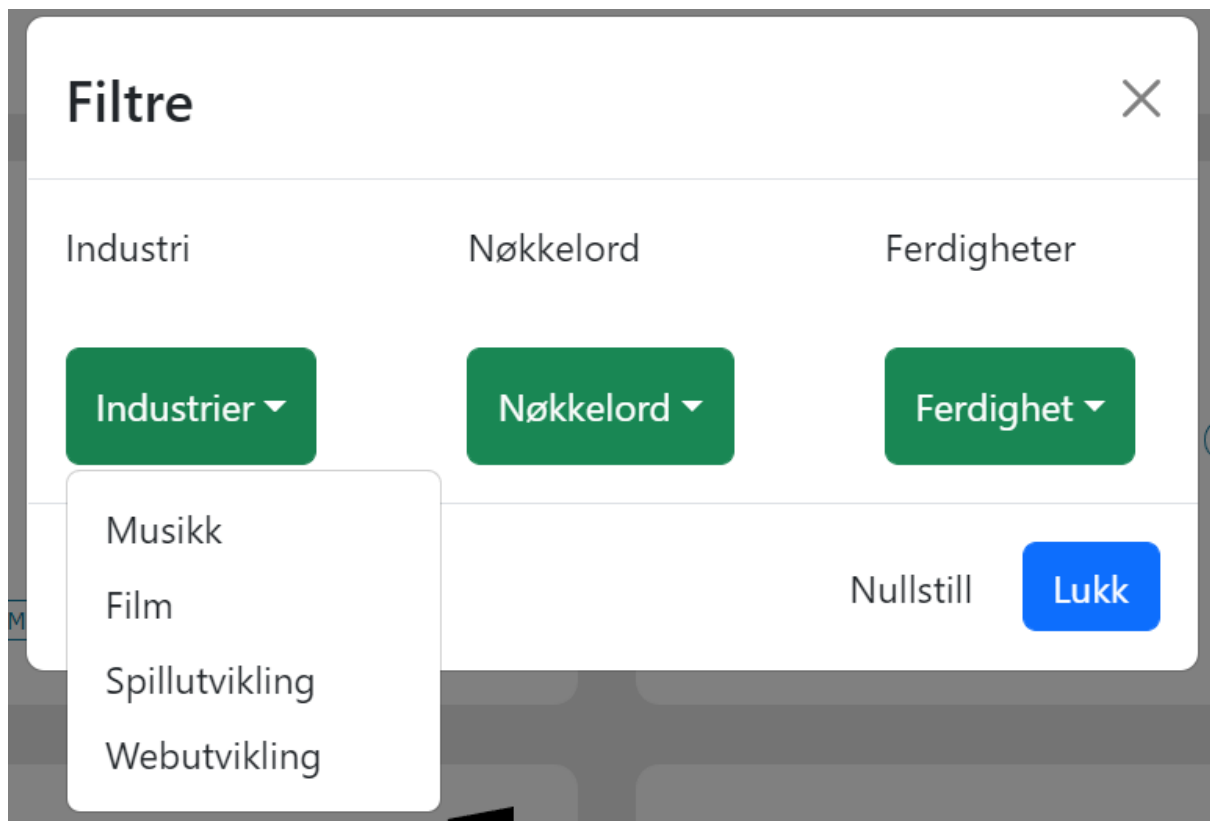 Filtre
Industri Nøkkelord Ferdigheter
Industrier Nøkkelord Ferdighet
Musikk
Film
Nullstill Lukk
Spillutvikling
Webutvikling